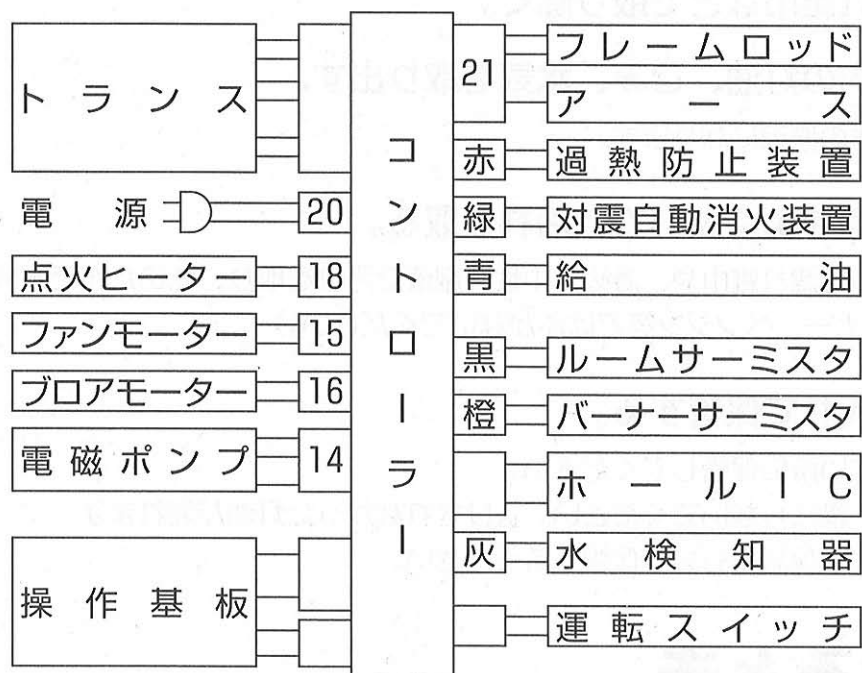 トランス
電源 20
点火ヒーター 18
ファンモーター 15
ブロアモーター 16
電磁ポンプ 14
操作基板
コントローラー
21 フレームロッド
アース
赤 過熱防止装置
緑 対震自動消火装置
青 給油
黒 ルームサーミスタ
橙 バーナサーミスタ
ホールIC
灰 水検知器
運転スイッチ